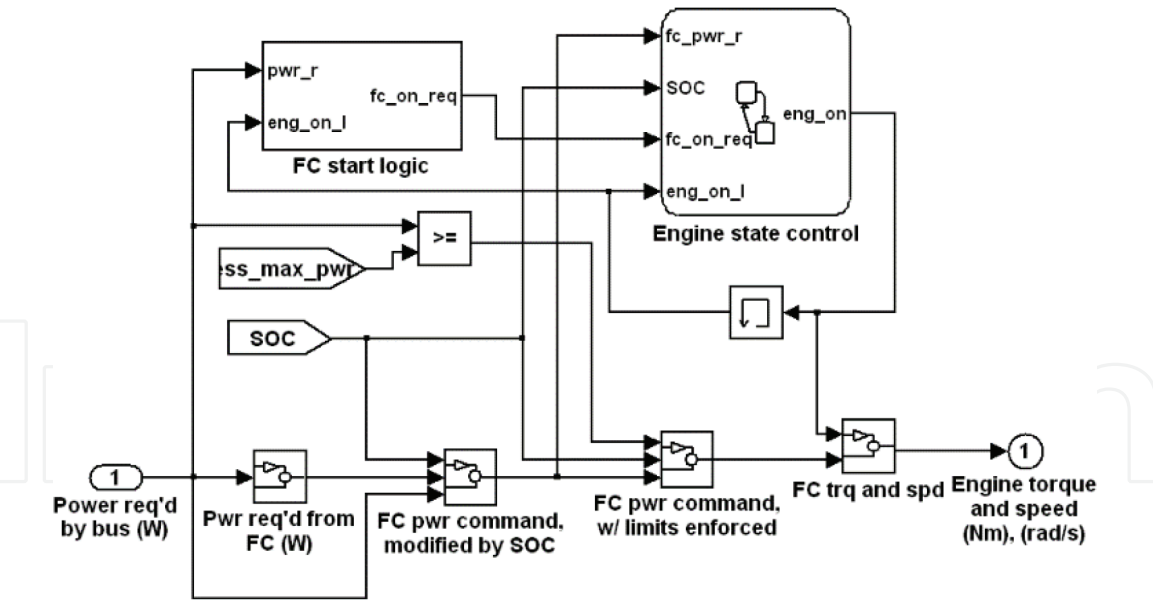 fc_pwr_r
pwr_r
SOC
fc_on_req
eng_on
eng_on_l
fc_on_req
FC start logic
eng_on_l
Engine state control
>=
ess_max_pwr
SOC
1
1
Power req'd
by bus (W)
Pwr req'd from
FC (W)
FC pwr command,
modified by SOC
FC pwr command,
w/ limits enforced
FC trq and spd
Engine torque
and speed
(Nm), (rad/s)